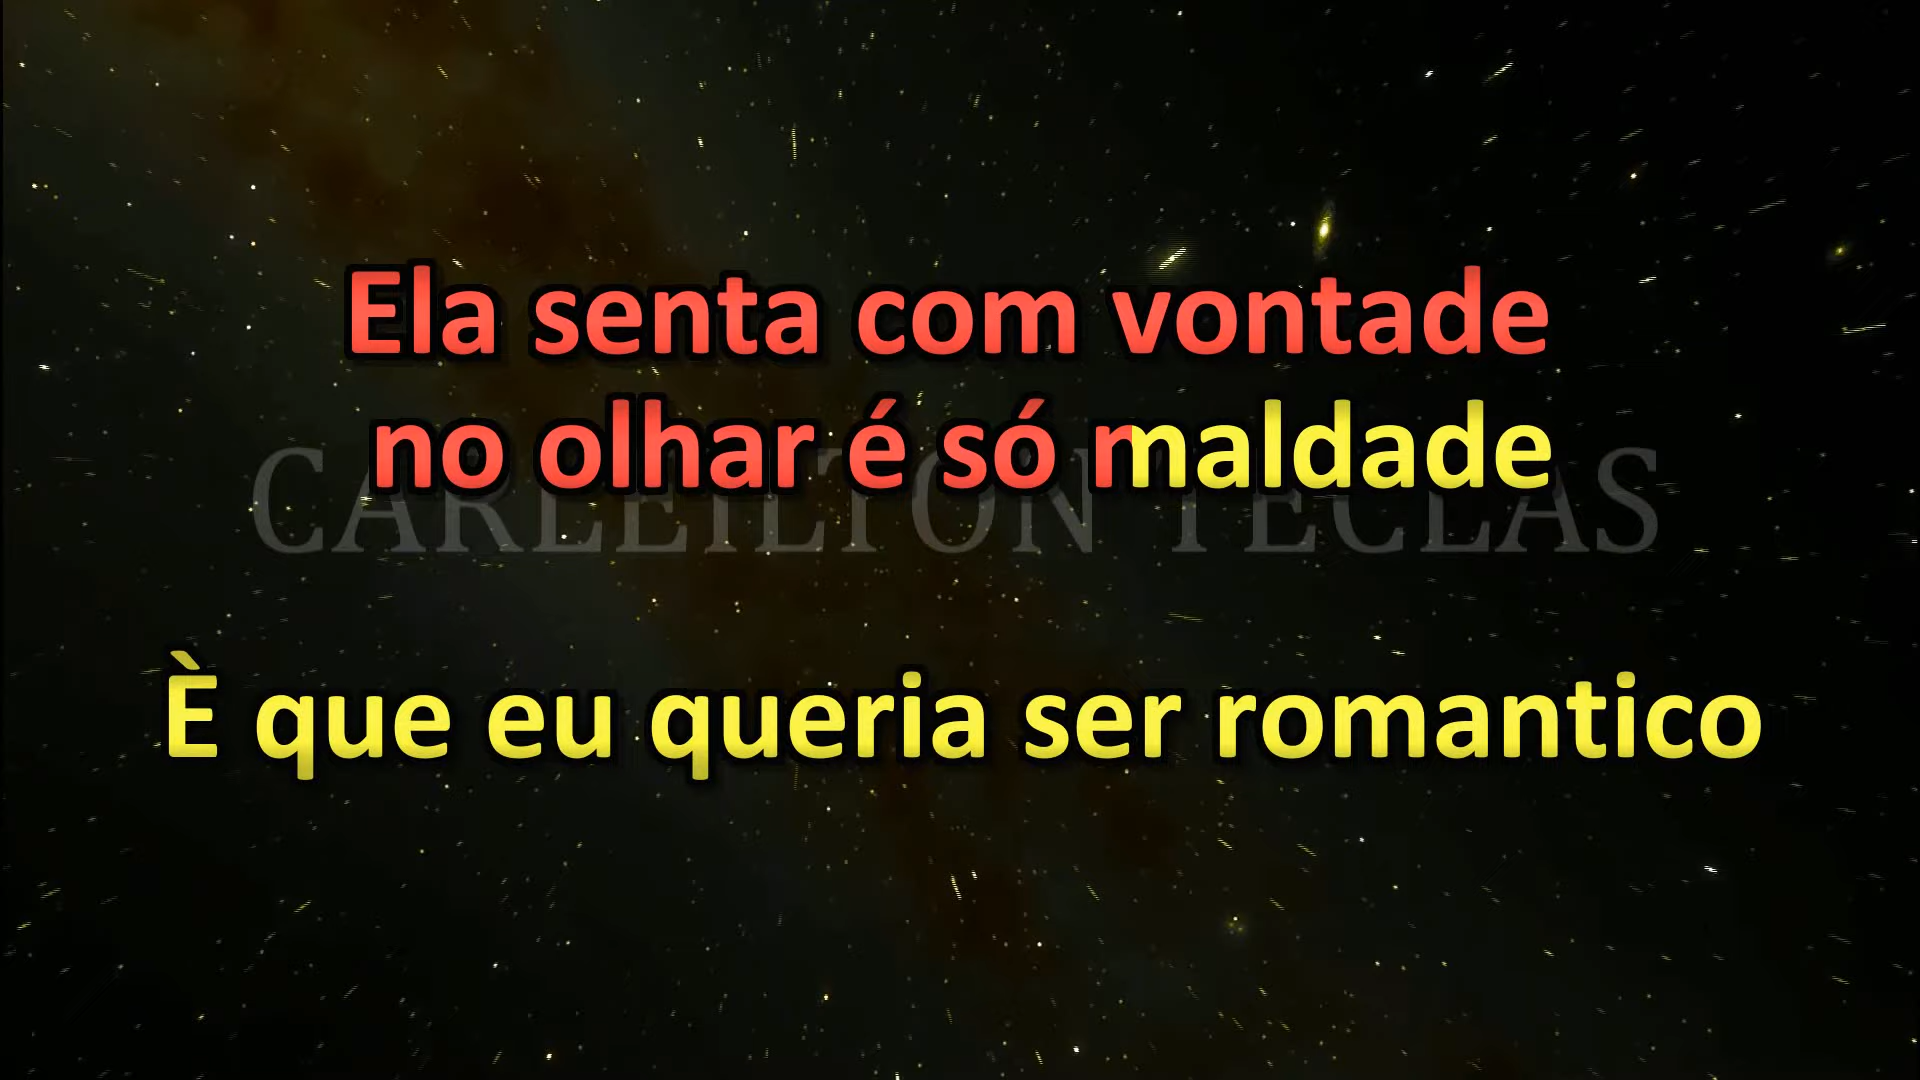 Ela senta com vontade
no olhar é só maldade
CARLEILTON TECLAS
È que eu queria ser romantico